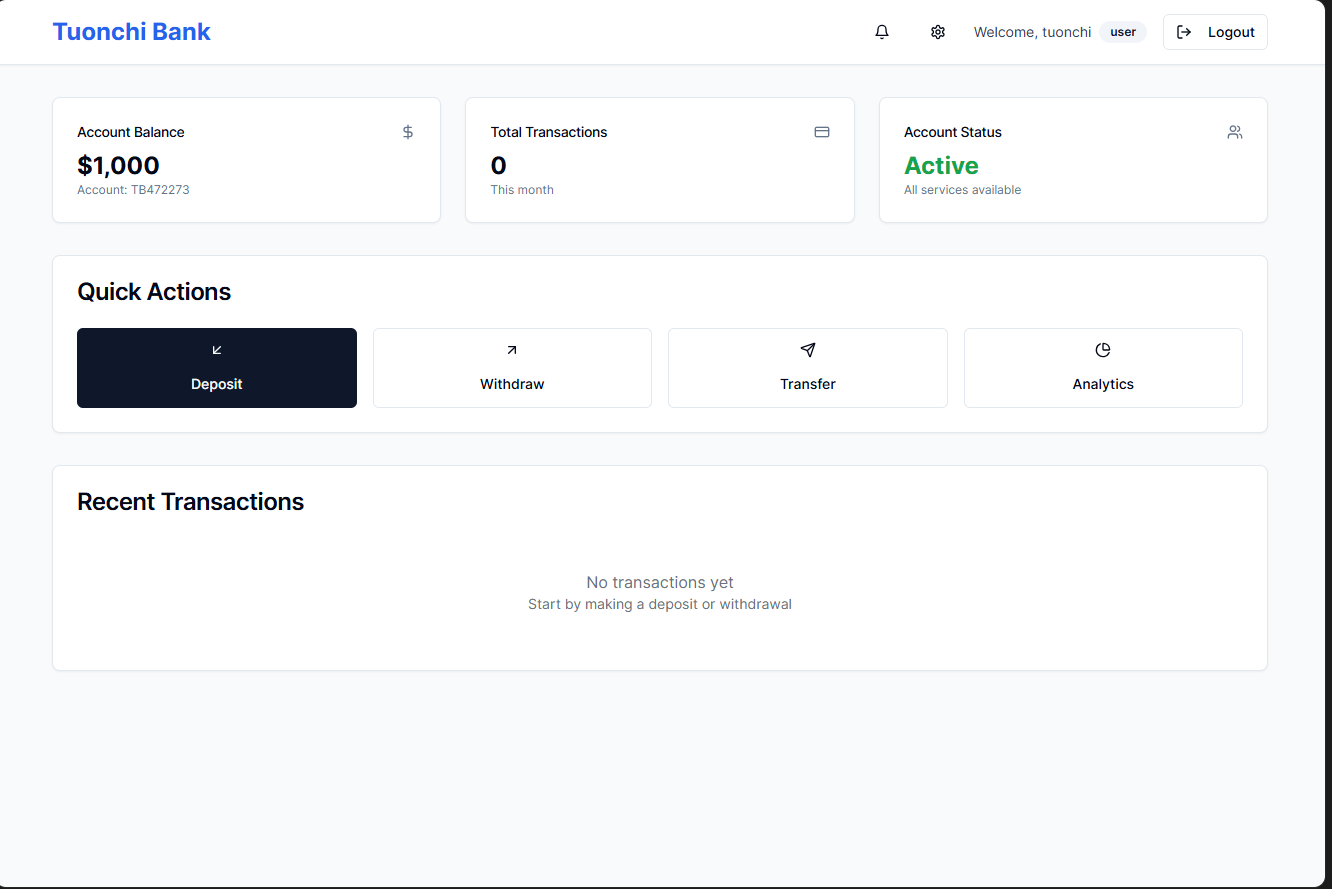 Tuonchi Bank
Welcome, tuonchi
user
Logout
Account Balance
$1,000
Account: TB472273
Total Transactions
0
This month
Account Status
Active
All services available
Quick Actions
Deposit
Withdraw
Transfer
Analytics
Recent Transactions
No transactions yet
Start by making a deposit or withdrawal